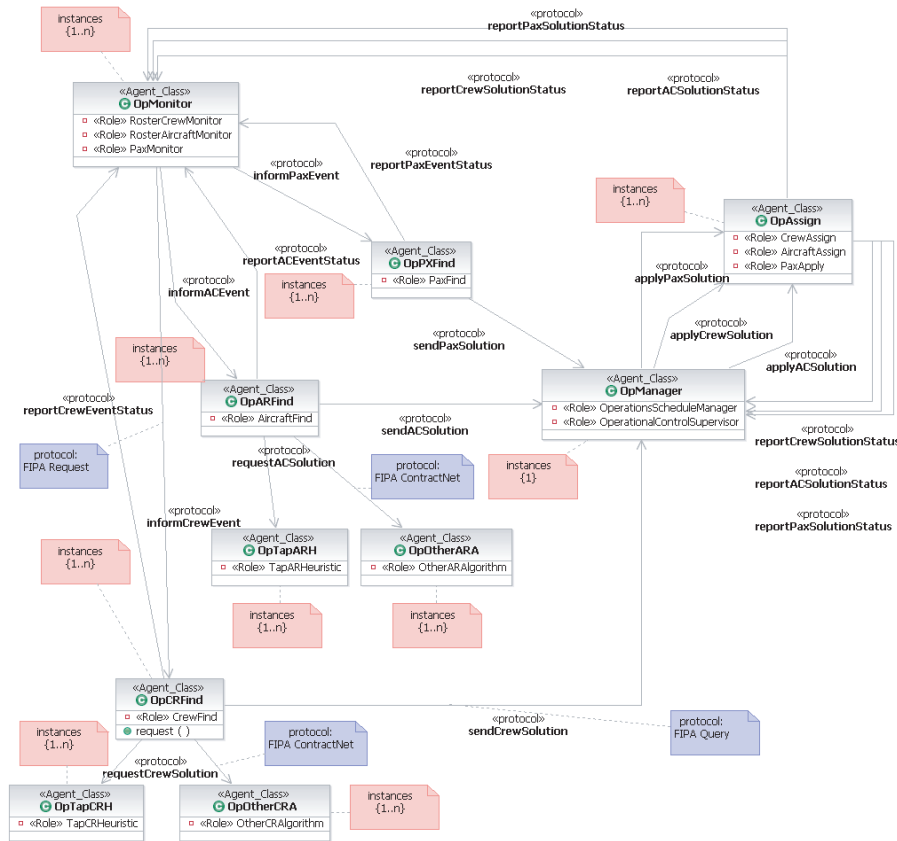 instances
{1..n}
«protocol»
reportPaxSolutionStatus
«protocol»
reportCrewSolutionStatus
«protocol»
reportACSolutionStatus
«Agent_Class»
C OpMonitor
«Role» RosterCrewMonitor
«Role» RosterAircraftMonitor
«Role» PaxMonitor
«protocol»
reportPaxEventStatus
«protocol»
informPaxEvent
instances
{1..n}
«Agent_Class»
C OpAssign
«Role» CrewAssign
«Role» AircraftAssign
«Role» PaxApply
«protocol»
reportACEventStatus
«Agent_Class»
C OpPXFind
«Role» PaxFind
instances
{1..n}
«protocol»
informACEvent
«protocol»
applyPaxSolution
«protocol»
sendPaxSolution
«protocol»
applyCrewSolution
«protocol»
applyACSolution
instances
{1..n}
«Agent_Class»
C OpARFind
«Role» AircraftFind
«Agent_Class»
C OpManager
«Role» OperationsScheduleManager
«Role» OperationalControlSupervisor
«protocol»
reportCrewEventStatus
«protocol»
sendACSolution
«protocol»
reportCrewSolutionStatus
protocol:
FIPA Request
«protocol»
requestACSolution
protocol:
FIPA ContractNet
instances
{1}
«protocol»
reportACSolutionStatus
«protocol»
informCrewEvent
«protocol»
reportPaxSolutionStatus
«Agent_Class»
C OpTapARH
«Role» TapARHeuristic
«Agent_Class»
C OpOtherARA
«Role» OtherARAlgorithm
instances
{1..n}
instances
{1..n}
instances
{1..n}
«Agent_Class»
C OpCRFind
«Role» CrewFind
request ( )
«protocol»
sendCrewSolution
protocol:
FIPA Query
instances
{1..n}
protocol:
FIPA ContractNet
«protocol»
requestCrewSolution
«Agent_Class»
C OpTapCRH
«Role» TapCRHeuristic
«Agent_Class»
C OpOtherCRA
«Role» OtherCRAlgorithm
instances
{1..n}